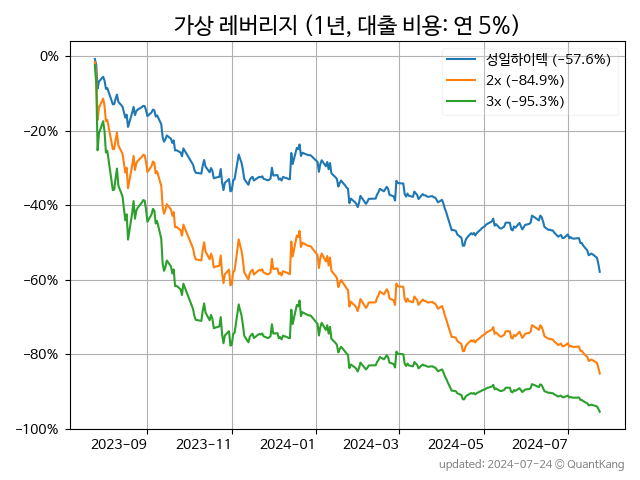 가상 레버리지 (1년, 대출 비용: 연 5%)
0%
−20%
−40%
−60%
−80%
−100%
성일하이텍 (−57.6%)
2x (−84.9%)
3x (−95.3%)
2023-09 2023-11 2024-01 2024-03 2024-05 2024-07
updated: 2024-07-24 © QuantKang